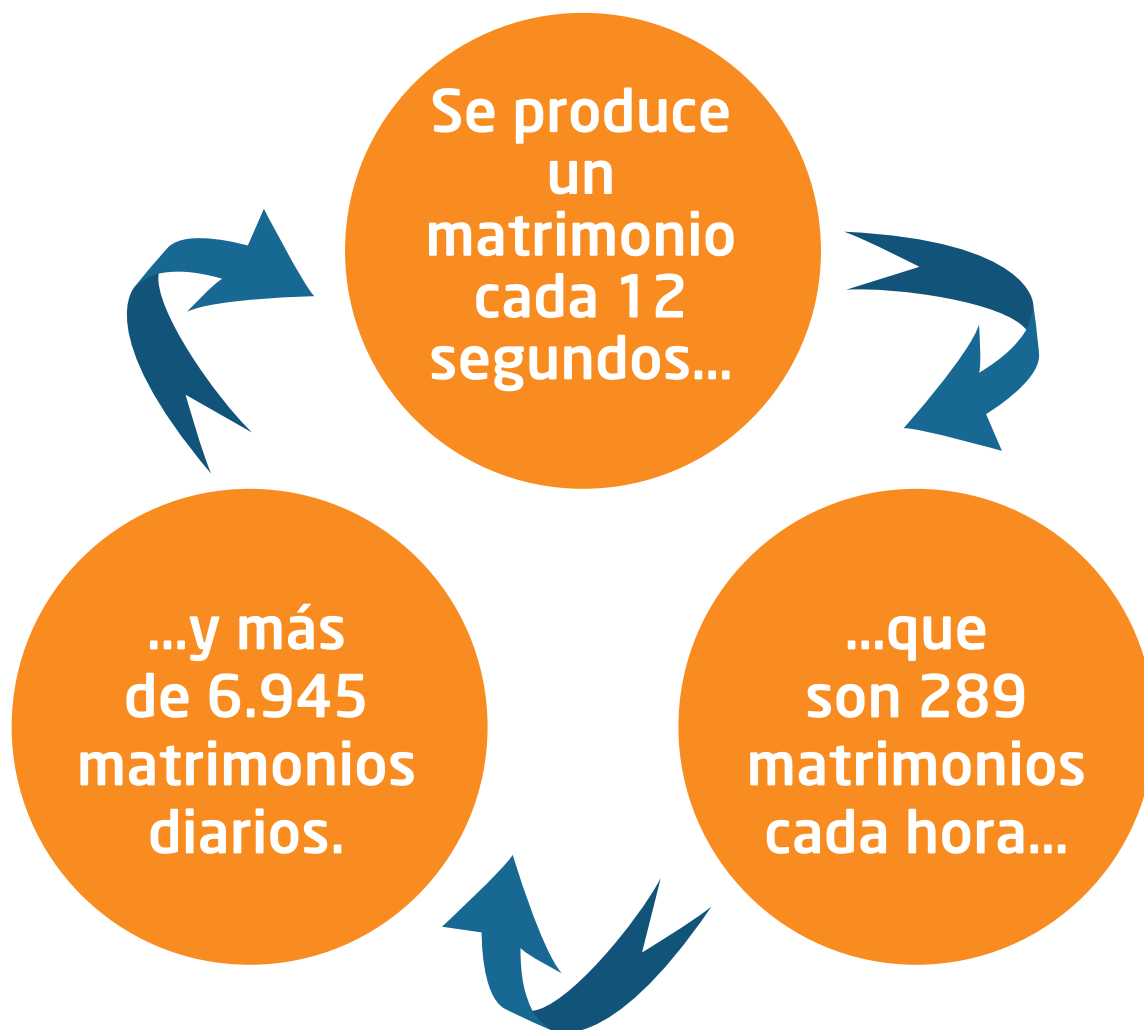 Se produce
un
matrimonio
cada 12
segundos...
...que
son 289
matrimonios
cada hora...
...y más
de 6.945
matrimonios
diarios.